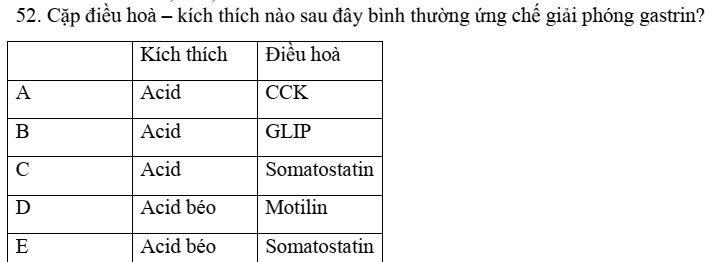 52. Cặp điều hoà – kích thích nào sau đây bình thường ứng chế giải phóng gastrin?
Kích thích Điều hoà
A Acid CCK
B Acid GLIP
C Acid Somatostatin
D Acid béo Motilin
E Acid béo Somatostatin